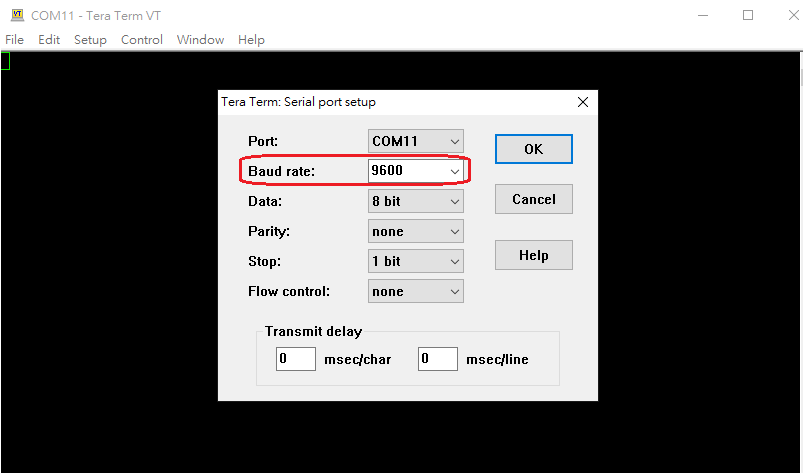 VT COM11 - Tera Term VT
File Edit Setup Control Window Help
Tera Term: Serial port setup
Port: COM11 OK
Baud rate: 9600
Data: 8 bit Cancel
Parity: none
Stop: 1 bit Help
Flow control: none
Transmit delay
0 msec/char 0 msec/line